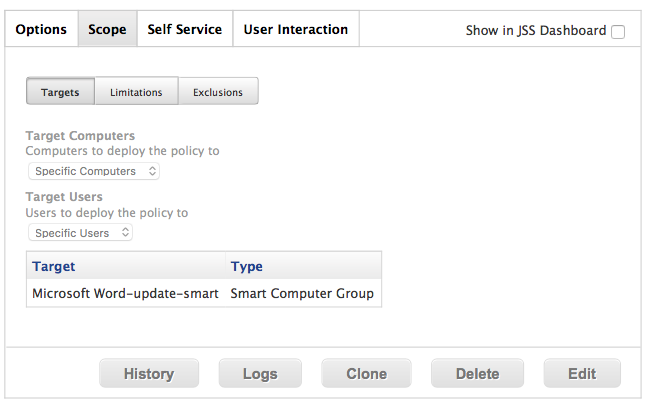 Options Scope Self Service User Interaction Show in JSS Dashboard
Targets Limitations Exclusions
Target Computers
Computers to deploy the policy to
Specific Computers
Target Users
Users to deploy the policy to
Specific Users
Target Type
Microsoft Word-update-smart Smart Computer Group
History Logs Clone Delete Edit